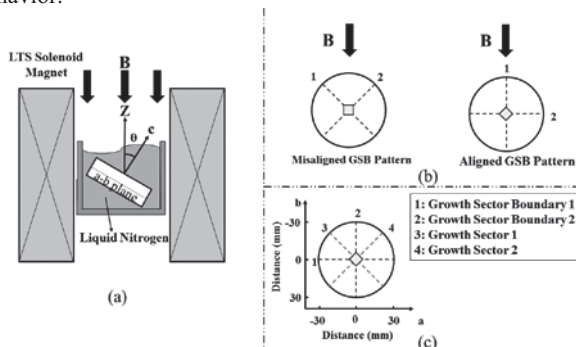 havior.
LTS Solenoid
Magnet
B
Z
θ
c
a-b plane
Liquid Nitrogen
(a)
B
B
1
2
1
2
Misaligned GSB Pattern
Aligned GSB Pattern
(b)
b
-30
0
30
Distance (mm)
1
2
3
4
-30
0
30
a
Distance (mm)
1: Growth Sector Boundary 1
2: Growth Sector Boundary 2
3: Growth Sector 1
4: Growth Sector 2
(c)